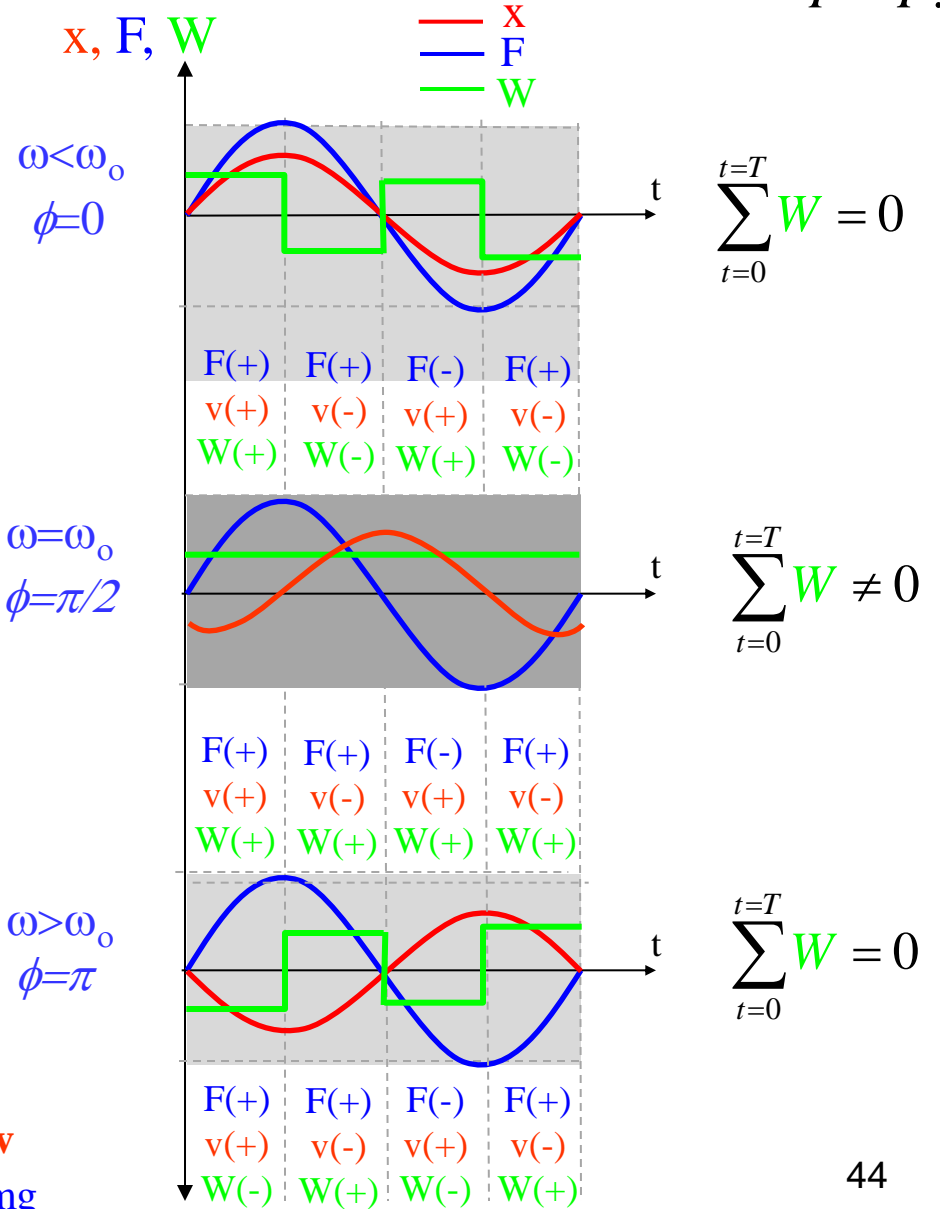 x, F, W
x
F
W
ω<ωo
ϕ=0
t
t=T
∑W = 0
t=0
F(+) F(+) F(-) F(+)
v(+) v(-) v(+) v(-)
W(+) W(-) W(+) W(-)
ω=ωo
ϕ=π/2
t
t=T
∑W ≠ 0
t=0
F(+) F(+) F(-) F(+)
v(+) v(-) v(+) v(-)
W(+) W(+) W(+) W(+)
ω>ωo
ϕ=π
t
t=T
∑W = 0
t=0
F(+) F(+) F(-) F(+)
v(+) v(-) v(+) v(-)
W(-) W(+) W(-) W(+)
44